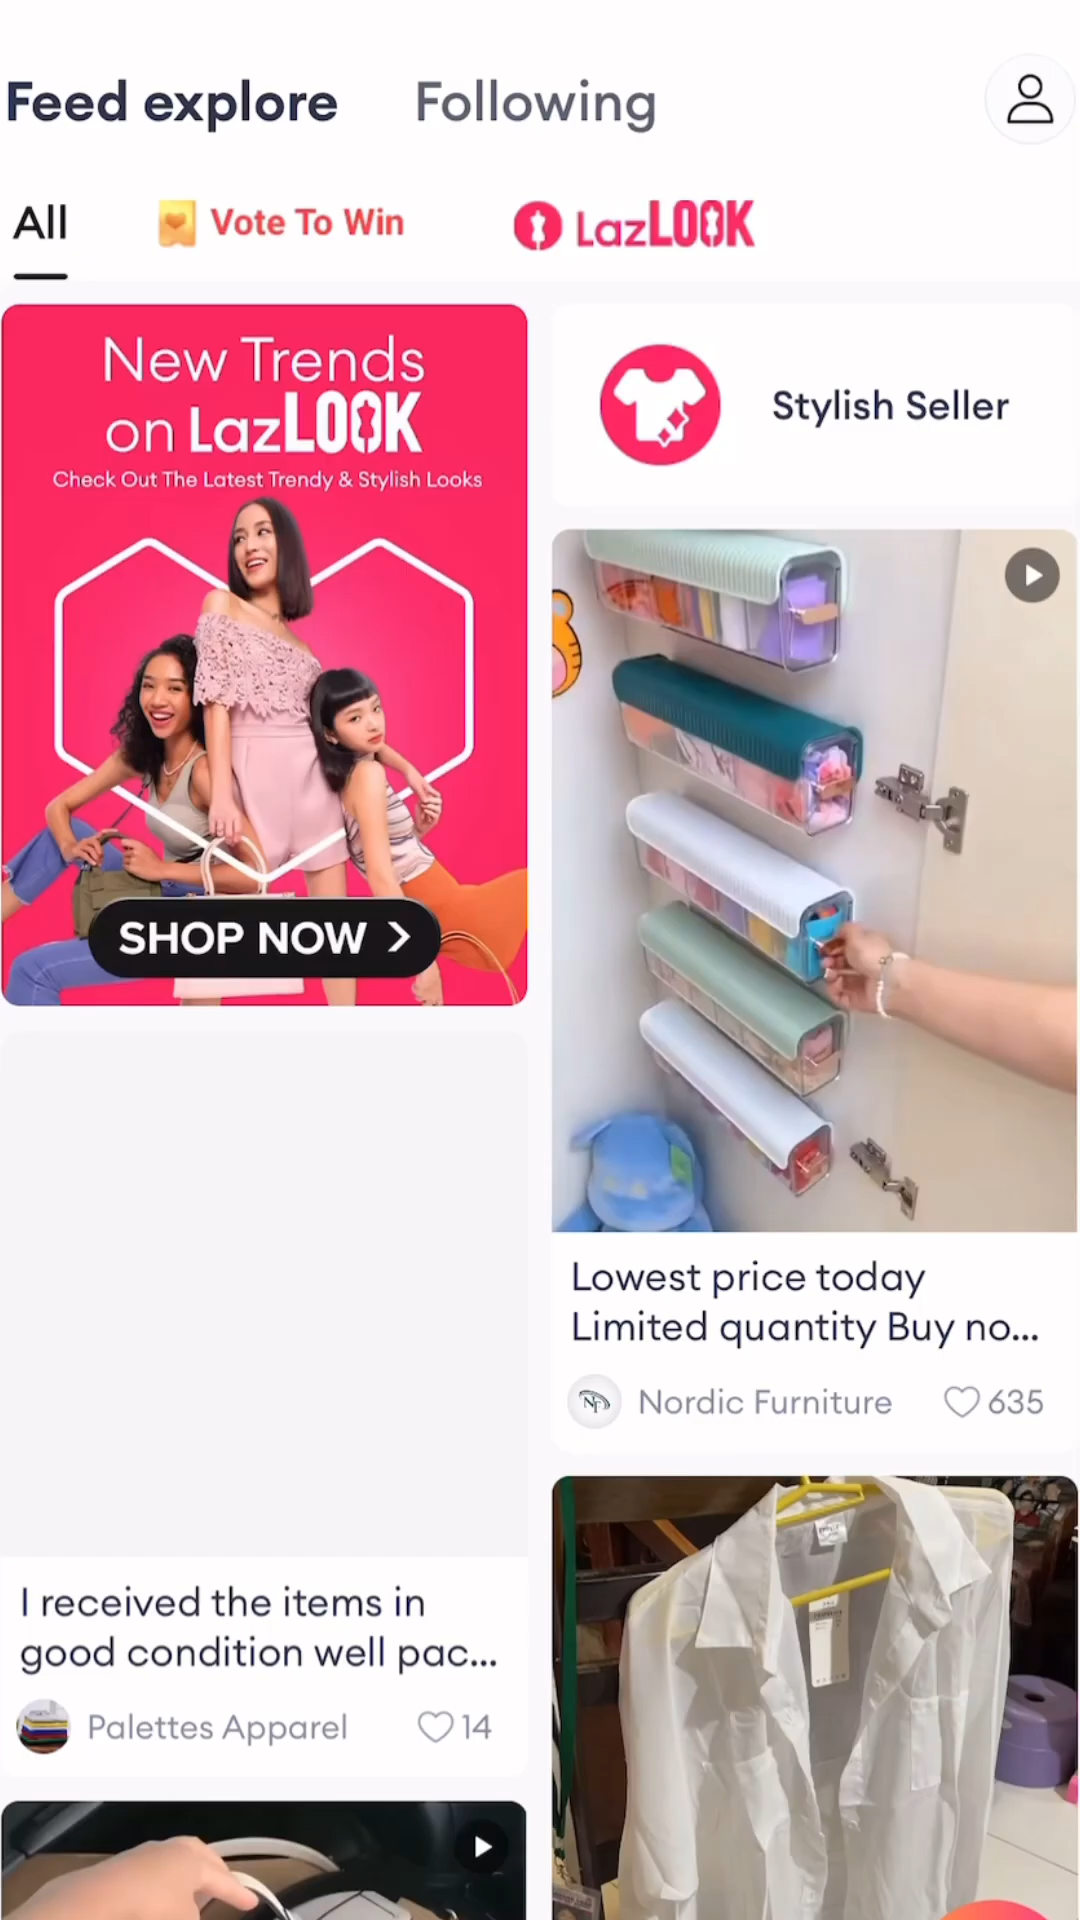 Feed explore
Following
All
Vote To Win
LazLOOK
New Trends
on LazLOOK
Check Out The Latest Trendy & Stylish Looks
SHOP NOW >
Stylish Seller
Lowest price today
Limited quantity Buy no...
NF
Nordic Furniture
635
I received the items in
good condition well pac...
Palettes Apparel
14